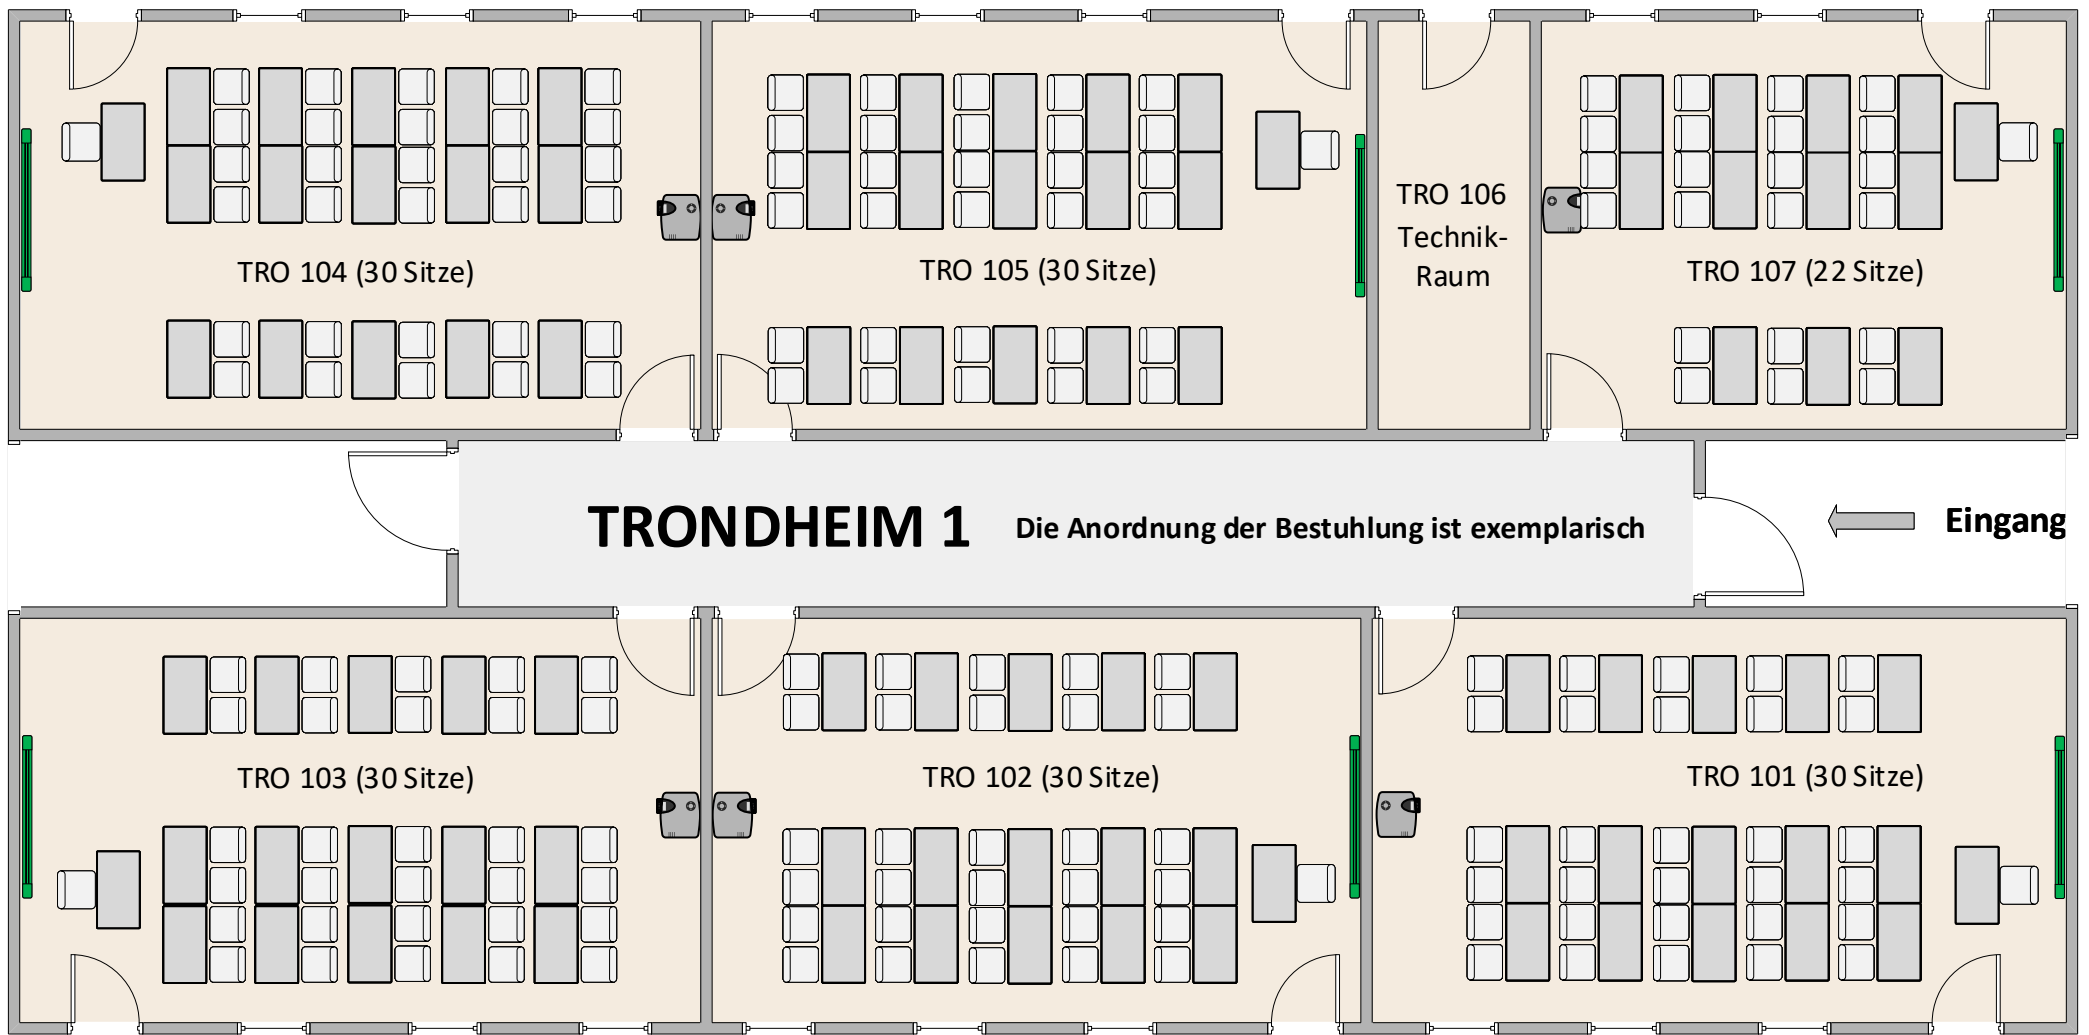 TRO 104 (30 Sitze)
TRO 105 (30 Sitze)
TRO 106
Technik-
Raum
TRO 107 (22 Sitze)
TRONDHEIM 1
Die Anordnung der Bestuhlung ist exemplarisch
Eingang
TRO 103 (30 Sitze)
TRO 102 (30 Sitze)
TRO 101 (30 Sitze)